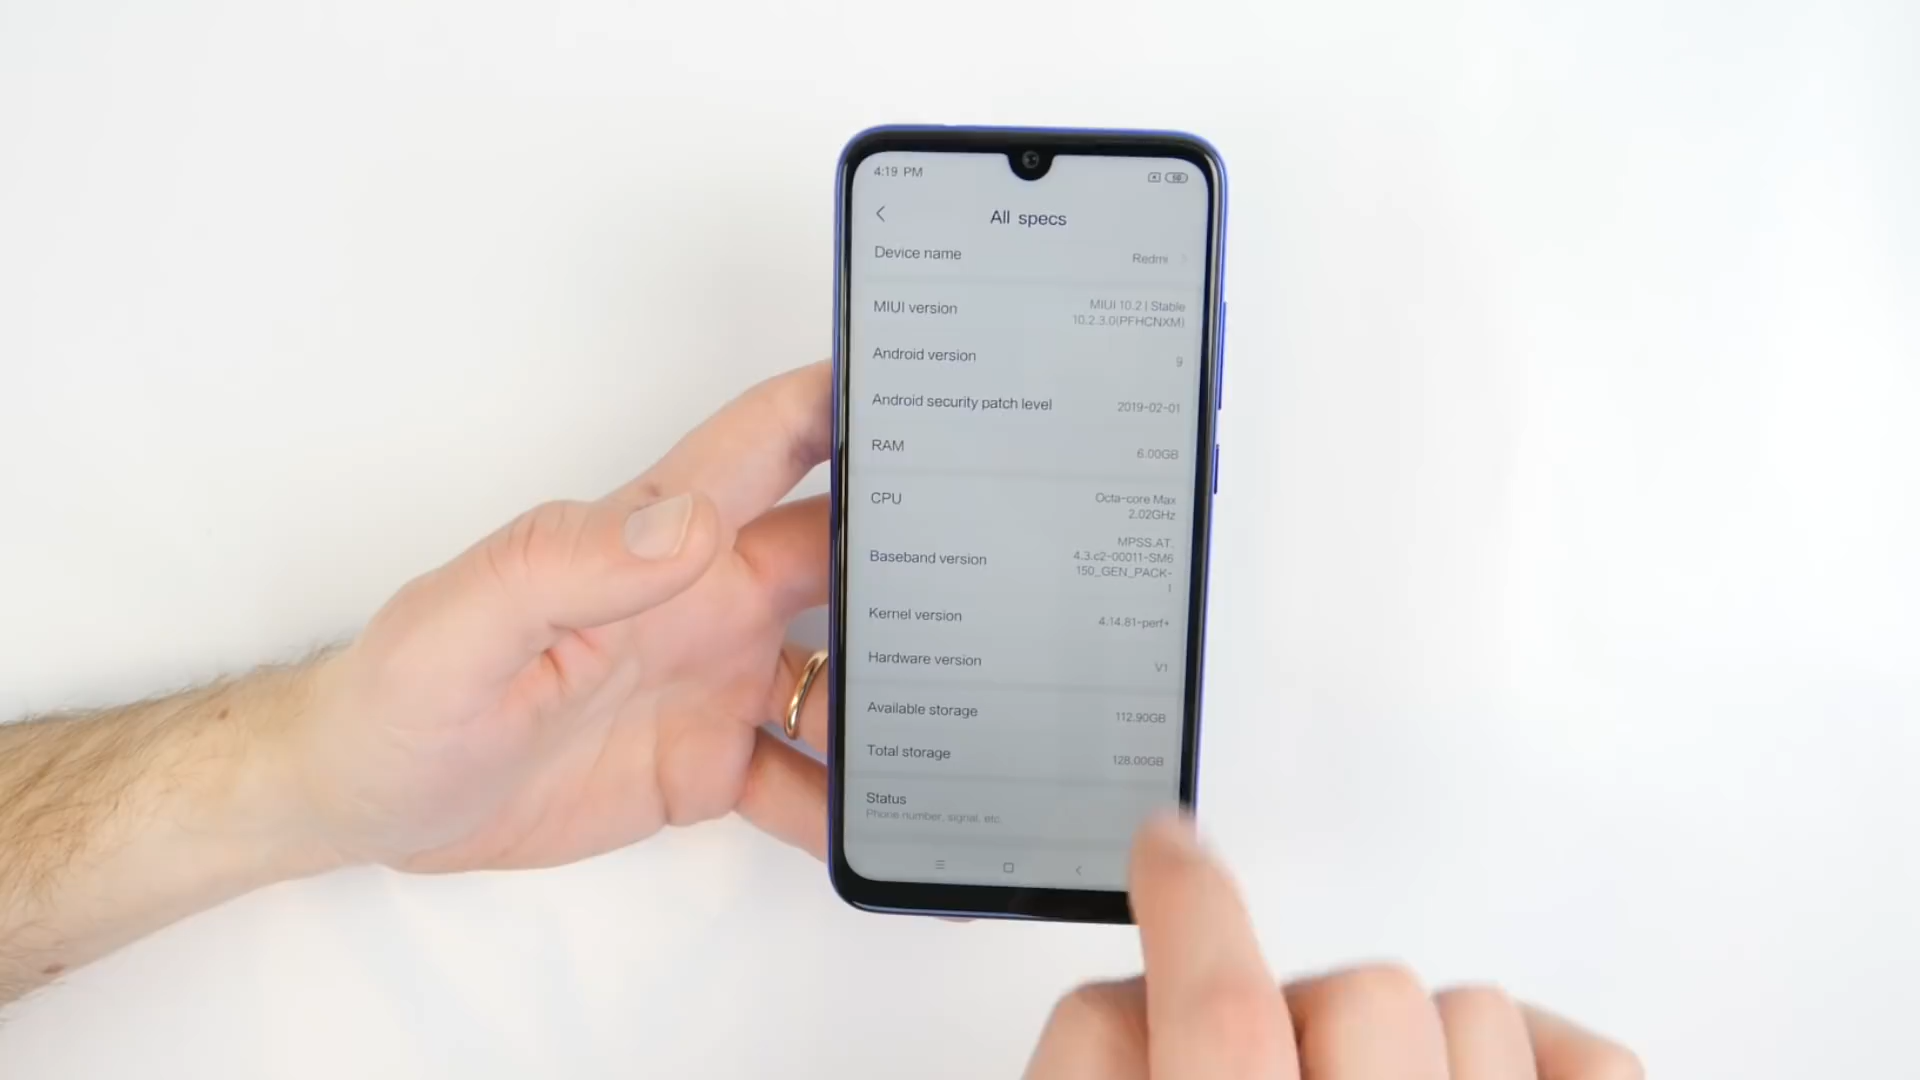 4:19 PM
All specs
Device name
Redmi
MIUI version
MIUI 10.2 | Stable
10.2.3.0(PFHCNXM)
Android version
9
Android security patch level
2019-02-01
RAM
6.00GB
CPU
Octa-core Max
2.02GHz
Baseband version
MPSS.AT.
4.3.c2-00011-SM6
150_GEN_PACK-
1
Kernel version
4.14.81-perf+
Hardware version
V1
Available storage
112.90GB
Total storage
128.00GB
Status
Phone number, signal, etc.